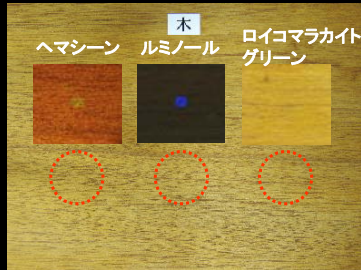 木
ヘマシーン
ルミノール
ロイコマラカイト
グリーン